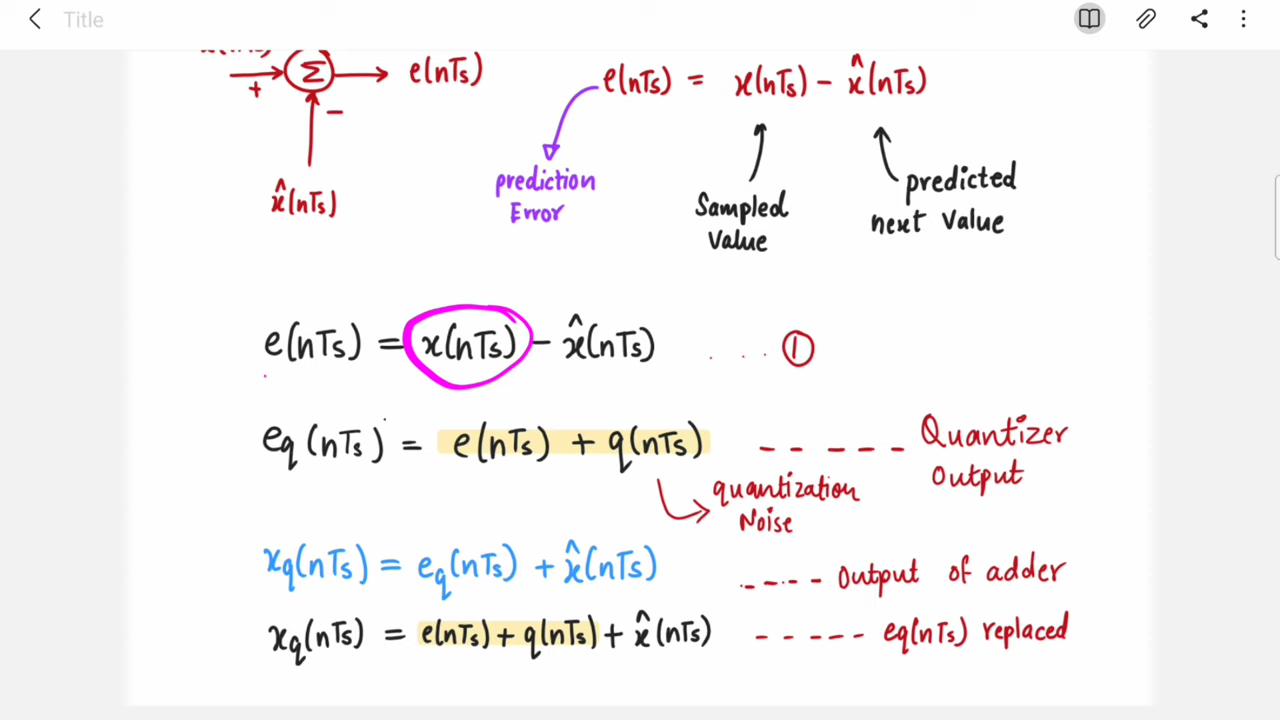 Title
+
Σ
e(nTs)
−
x̂(nTs)
e(nTs) = x(nTs) − x̂(nTs)
prediction
Error
Sampled
Value
predicted
next Value
e(nTs) = x(nTs) − x̂(nTs) . . . ①
eq(nTs) = e(nTs) + q(nTs) - - - - - Quantizer
Output
quantization
Noise
xq(nTs) = eq(nTs) + x̂(nTs) ..---- Output of adder
xq(nTs) = e(nTs) + q(nTs) + x̂(nTs) - - - - - eq(nTs) replaced